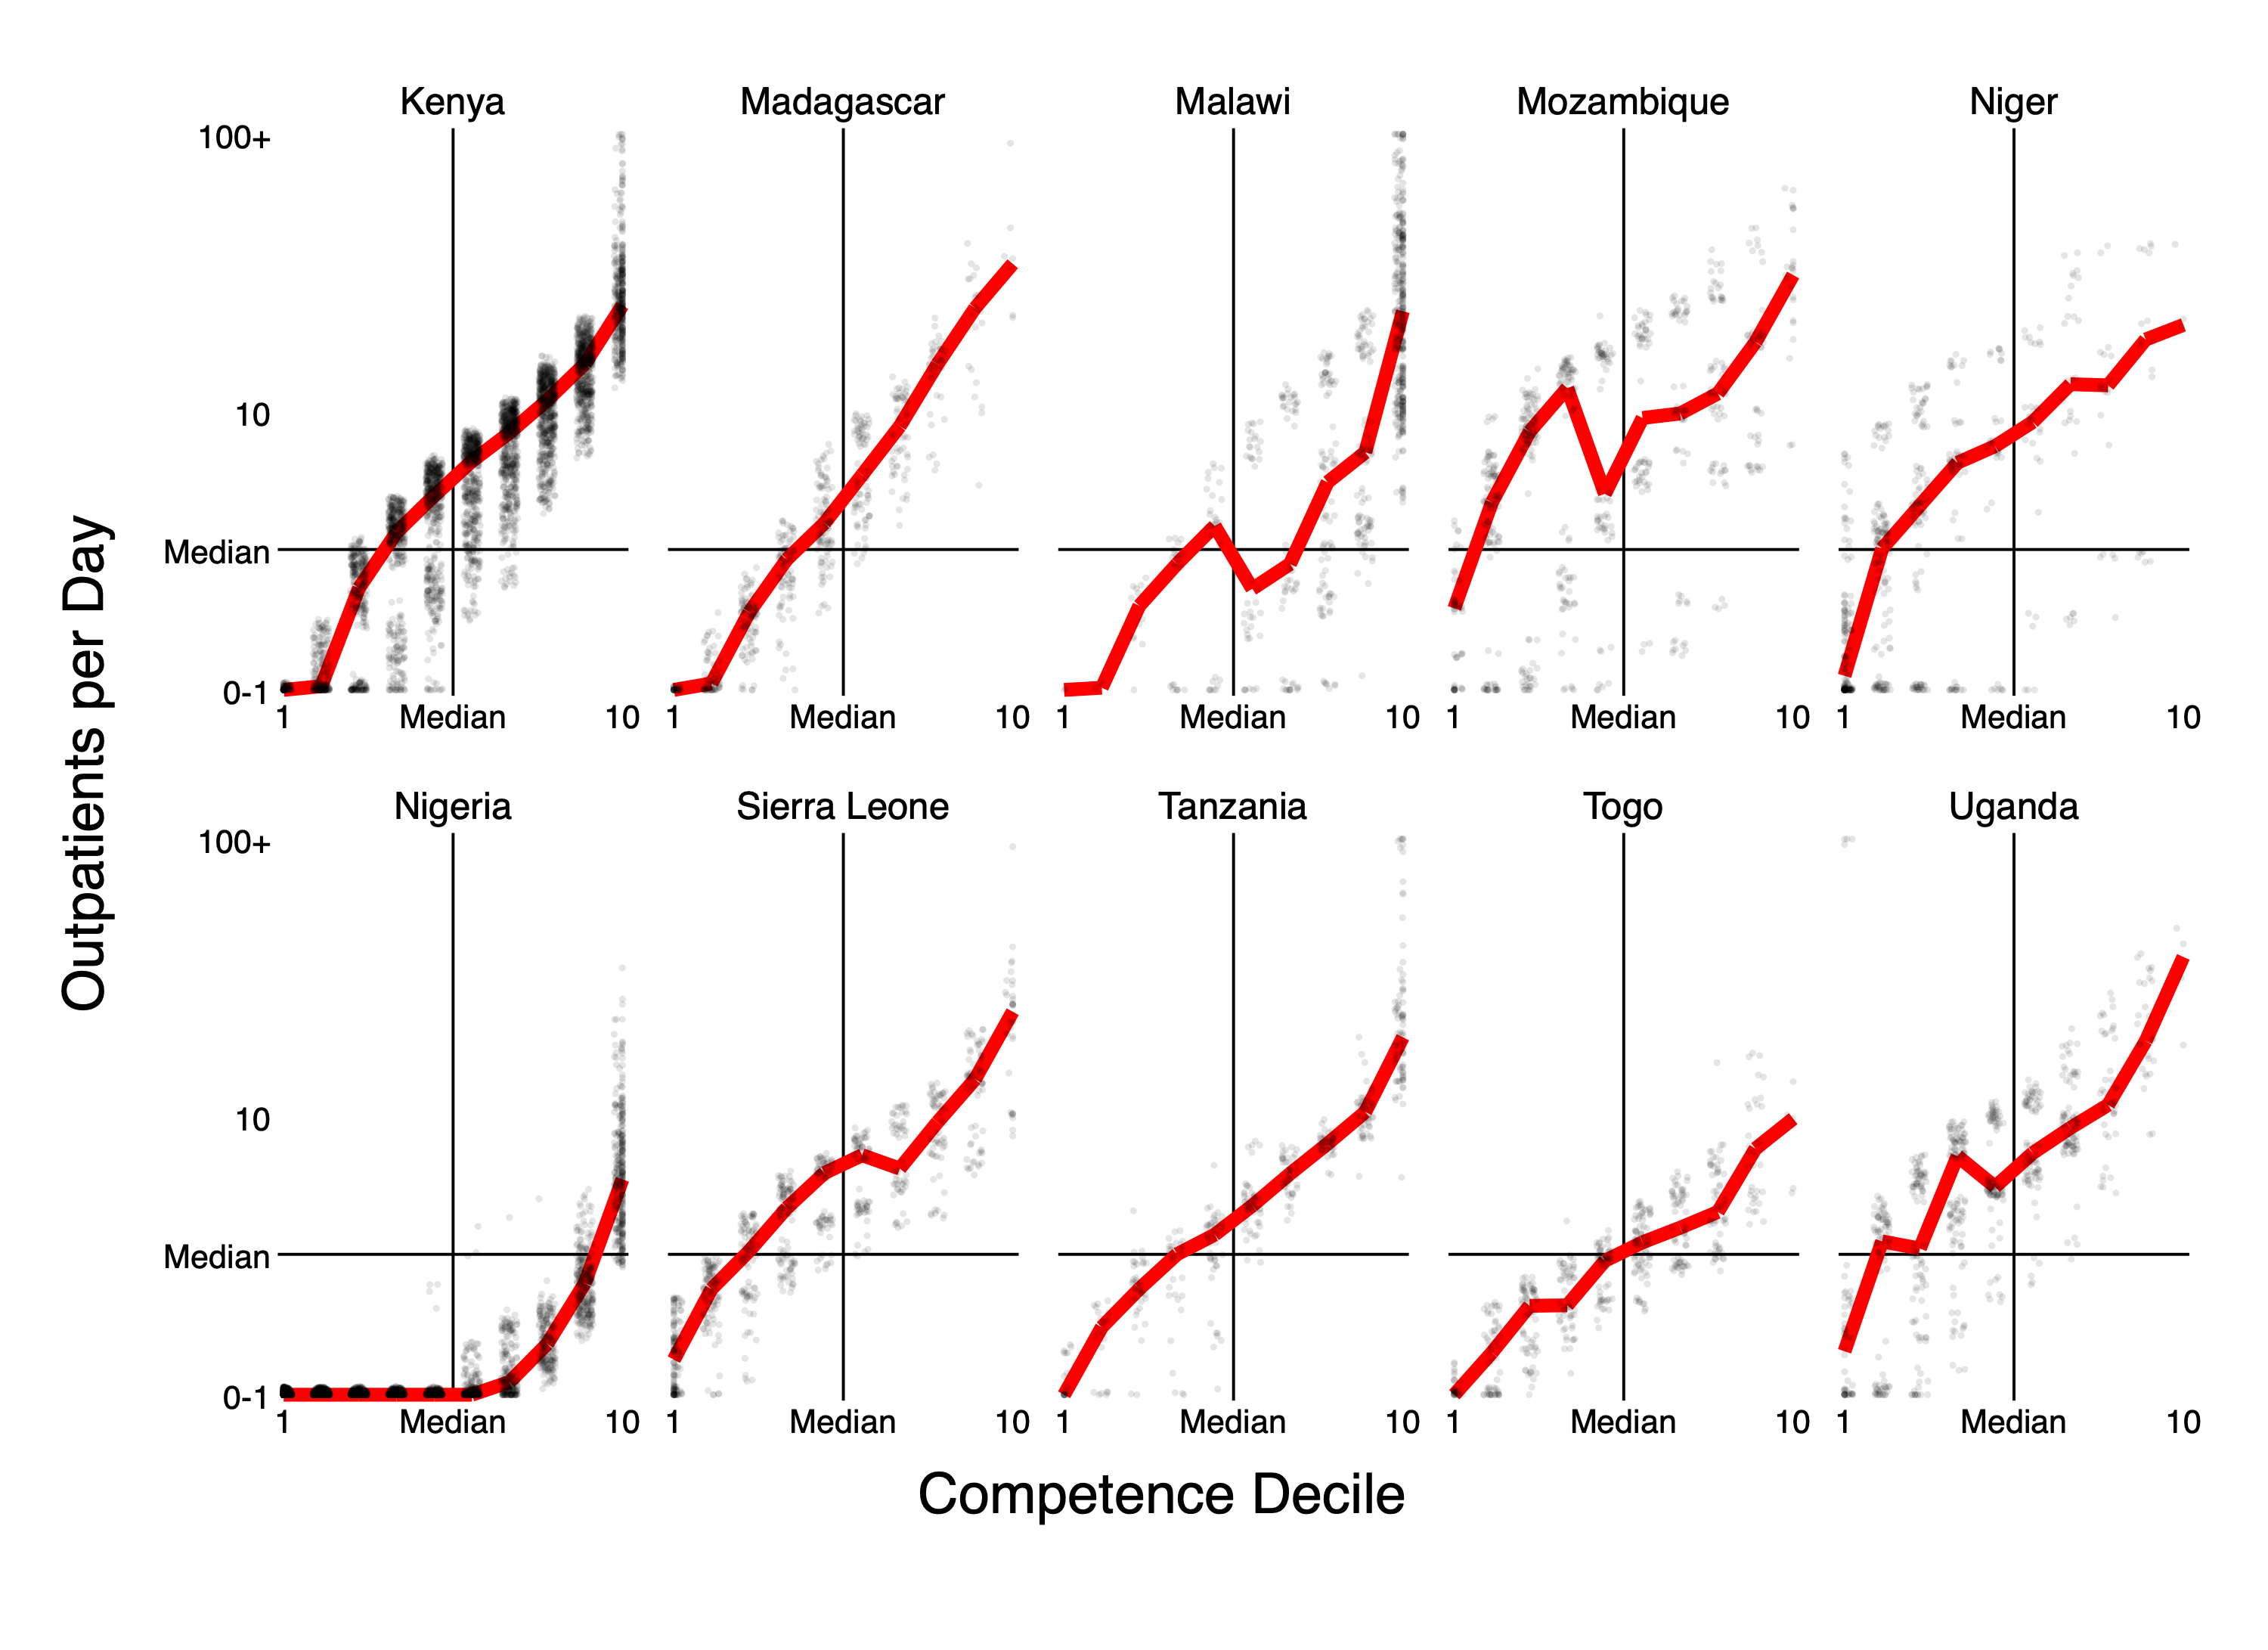 Kenya Madagascar Malawi Mozambique Niger
100+
10
Median
0-1
1 Median 10 1 Median 10 1 Median 10 1 Median 10 1 Median 10
Outpatients per Day
Nigeria Sierra Leone Tanzania Togo Uganda
100+
10
Median
0-1
1 Median 10 1 Median 10 1 Median 10 1 Median 10 1 Median 10
Competence Decile